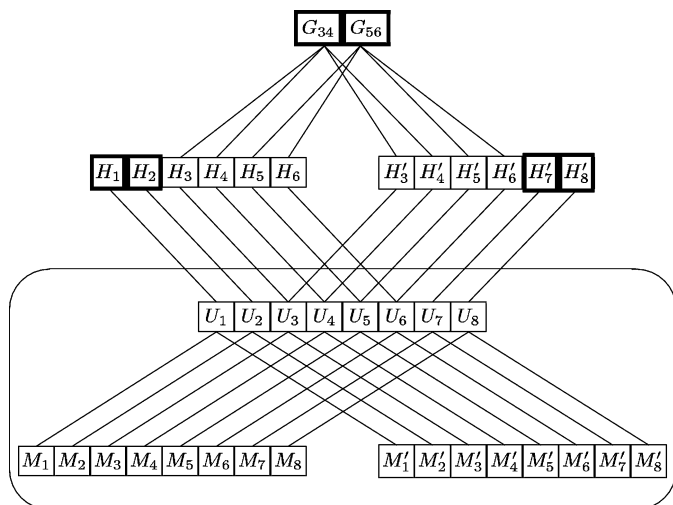 G₃₄ G₅₆
H₁ H₂ H₃ H₄ H₅ H₆ H′₃ H′₄ H′₅ H′₆ H′₇ H′₈
U₁ U₂ U₃ U₄ U₅ U₆ U₇ U₈
M₁ M₂ M₃ M₄ M₅ M₆ M₇ M₈ M′₁ M′₂ M′₃ M′₄ M′₅ M′₆ M′₇ M′₈